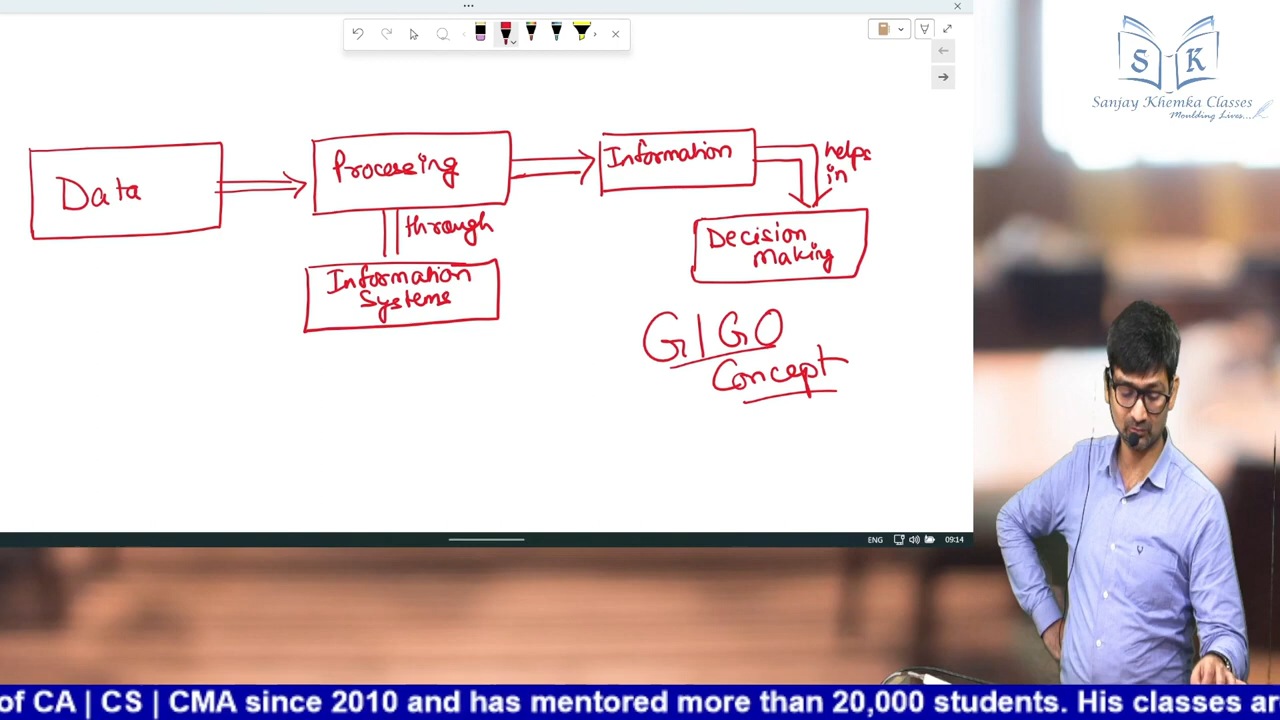 S K
Sanjay Khemka Classes
Moulding Lives...
Data
Processing
Information
helps
in
through
Decision
Making
Information
Systems
GIGO
Concept
ENG
09:14
of CA | CS | CMA since 2010 and has mentored more than 20,000 students. His classes